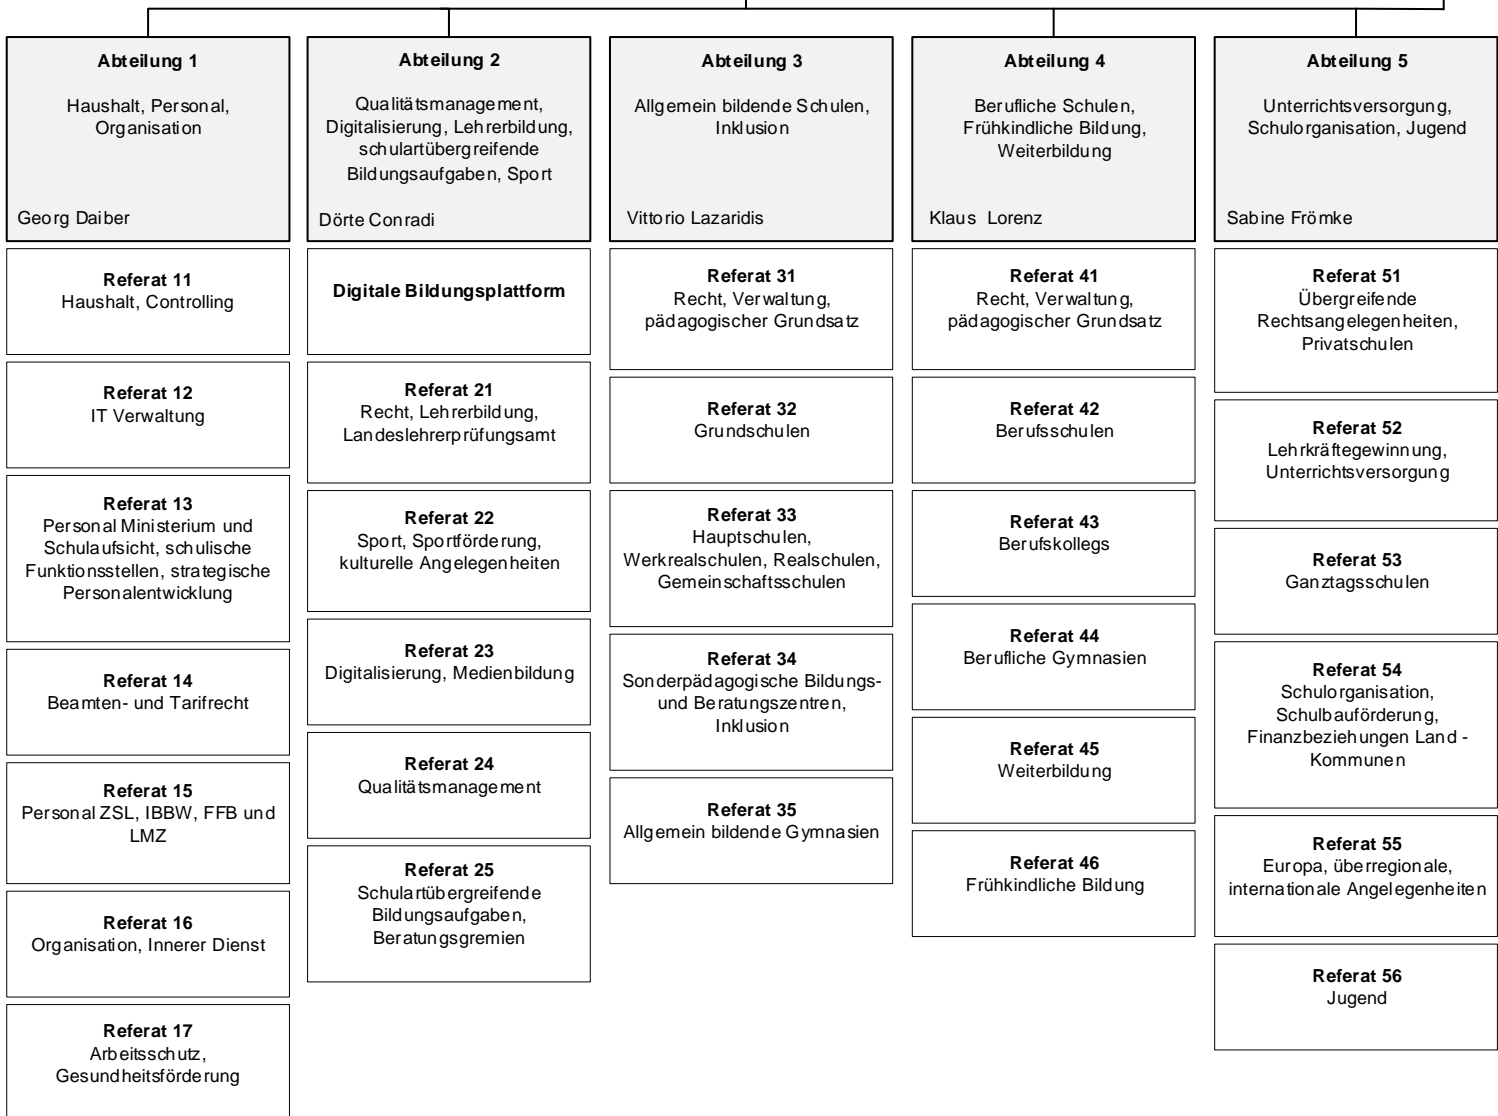 Abteilung 1
Haushalt, Personal,
Organisation
Georg Daiber
Referat 11
Haushalt, Controlling
Referat 12
IT Verwaltung
Referat 13
Personal Ministerium und
Schulaufsicht, schulische
Funktionsstellen, strategische
Personalentwicklung
Referat 14
Beamten- und Tarifrecht
Referat 15
Personal ZSL, IBBW, FFB und
LMZ
Referat 16
Organisation, Innerer Dienst
Referat 17
Arbeitsschutz,
Gesundheitsförderung
Abteilung 2
Qualitätsmanagement,
Digitalisierung, Lehrerbildung,
schulartübergreifende
Bildungsaufgaben, Sport
Dörte Conradi
Digitale Bildungsplattform
Referat 21
Recht, Lehrerbildung,
Landeslehrerprüfungsamt
Referat 22
Sport, Sportförderung,
kulturelle Angelegenheiten
Referat 23
Digitalisierung, Medienbildung
Referat 24
Qualitätsmanagement
Referat 25
Schulartübergreifende
Bildungsaufgaben,
Beratungsgremien
Abteilung 3
Allgemein bildende Schulen,
Inklusion
Vittorio Lazaridis
Referat 31
Recht, Verwaltung,
pädagogischer Grundsatz
Referat 32
Grundschulen
Referat 33
Hauptschulen,
Werkrealschulen, Realschulen,
Gemeinschaftsschulen
Referat 34
Sonderpädagogische Bildungs-
und Beratungszentren,
Inklusion
Referat 35
Allgemein bildende Gymnasien
Abteilung 4
Berufliche Schulen,
Frühkindliche Bildung,
Weiterbildung
Klaus Lorenz
Referat 41
Recht, Verwaltung,
pädagogischer Grundsatz
Referat 42
Berufsschulen
Referat 43
Berufskollegs
Referat 44
Berufliche Gymnasien
Referat 45
Weiterbildung
Referat 46
Frühkindliche Bildung
Abteilung 5
Unterrichtsversorgung,
Schulorganisation, Jugend
Sabine Frömke
Referat 51
Übergreifende
Rechtsangelegenheiten,
Privatschulen
Referat 52
Lehrkräftegewinnung,
Unterrichtsversorgung
Referat 53
Ganztagsschulen
Referat 54
Schulorganisation,
Schulbauförderung,
Finanzbeziehungen Land -
Kommunen
Referat 55
Europa, überregionale,
internationale Angelegenheiten
Referat 56
Jugend